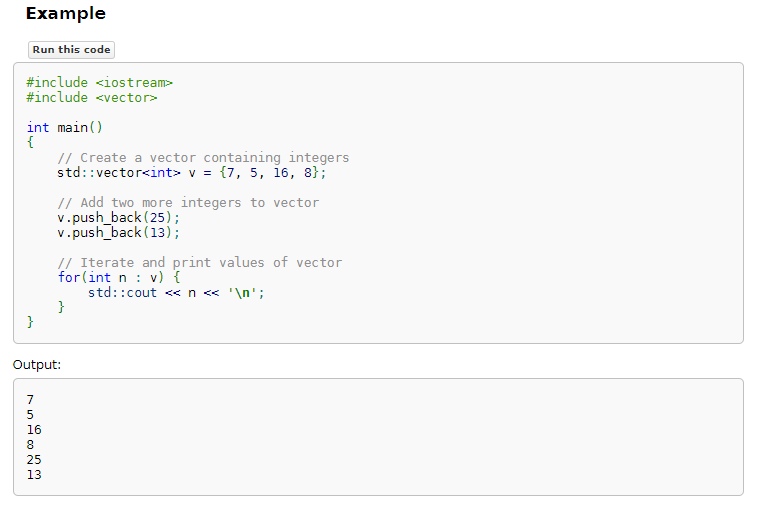 Example
Run this code
#include <iostream>
#include <vector>
int main()
{
    // Create a vector containing integers
    std::vector<int> v = {7, 5, 16, 8};
    // Add two more integers to vector
    v.push_back(25);
    v.push_back(13);
    // Iterate and print values of vector
    for(int n : v) {
        std::cout << n << '\n';
    }
}
Output:
7
5
16
8
25
13